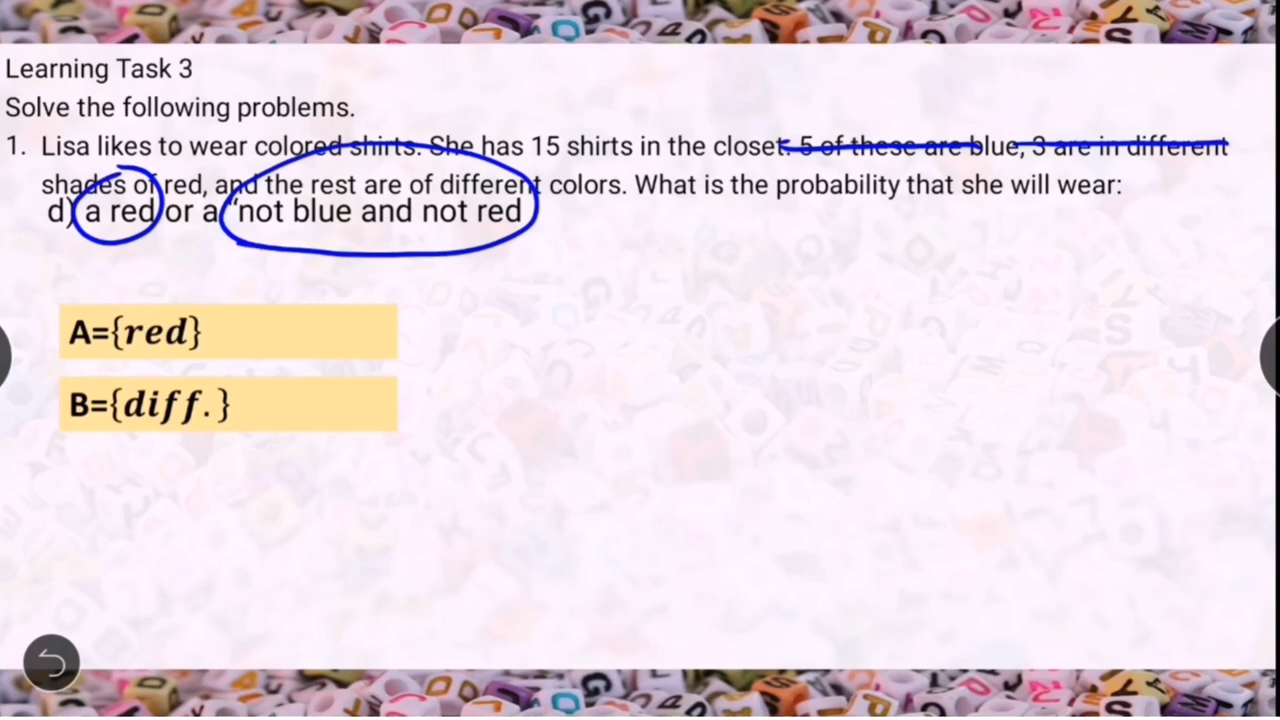 Learning Task 3
Solve the following problems.
1. Lisa likes to wear colored shirts. She has 15 shirts in the closet. 5 of these are blue, 3 are in different
shades of red, and the rest are of different colors. What is the probability that she will wear:
d) a red or a “not blue and not red
A={red}
B={diff.}